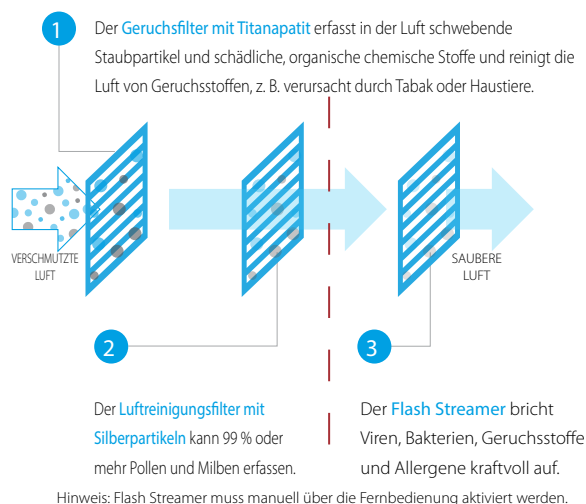 1
Der Geruchsfilter mit Titanapatit erfasst in der Luft schwebende
Staubpartikel und schädliche, organische chemische Stoffe und reinigt die
Luft von Geruchsstoffen, z. B. verursacht durch Tabak oder Haustiere.
VERSCHMUTZTE
LUFT
SAUBERE
LUFT
2
Der Luftreinigungsfilter mit
Silberpartikeln kann 99 % oder
mehr Pollen und Milben erfassen.
3
Der Flash Streamer bricht
Viren, Bakterien, Geruchsstoffe
und Allergene kraftvoll auf.
Hinweis: Flash Streamer muss manuell über die Fernbedienung aktiviert werden.